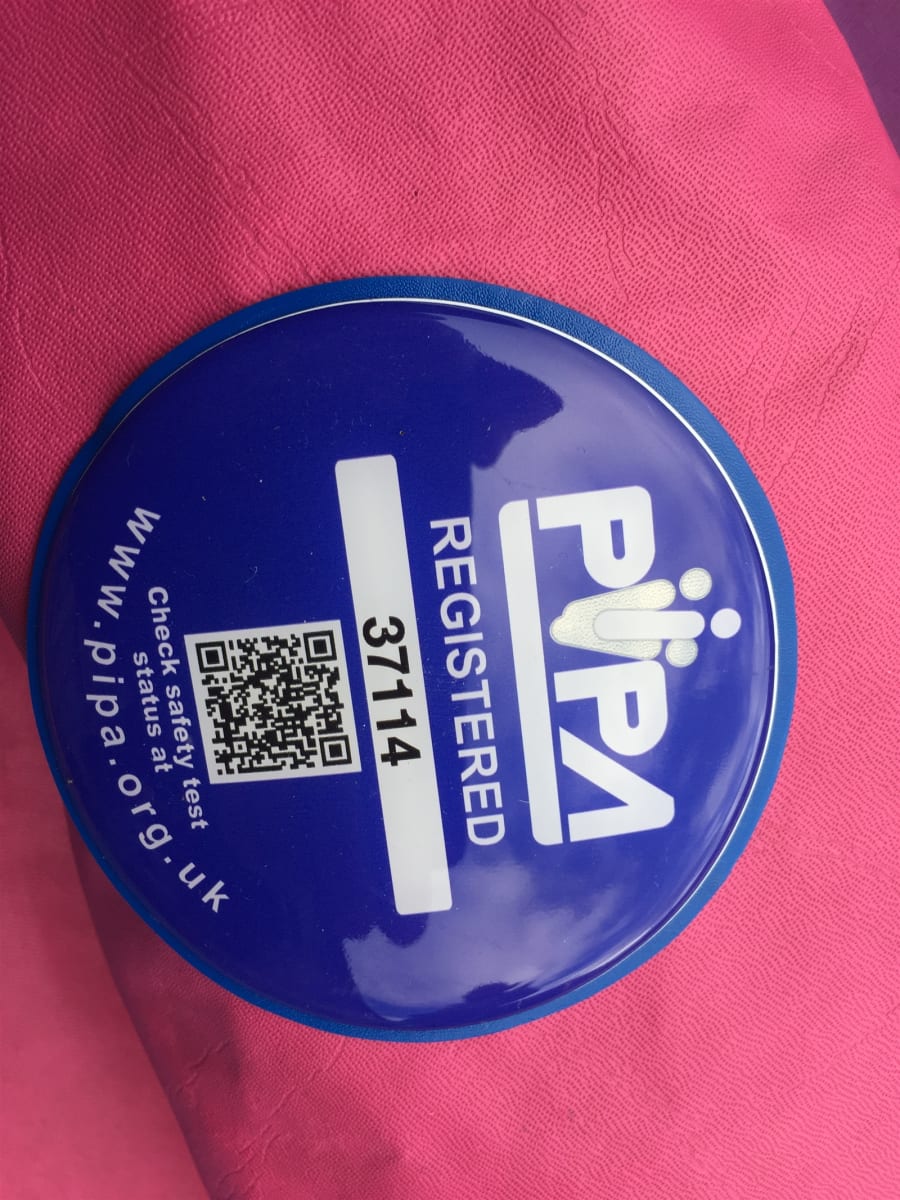 PIPA
REGISTERED
37114
Check safety test
status at
www.pipa.org.uk